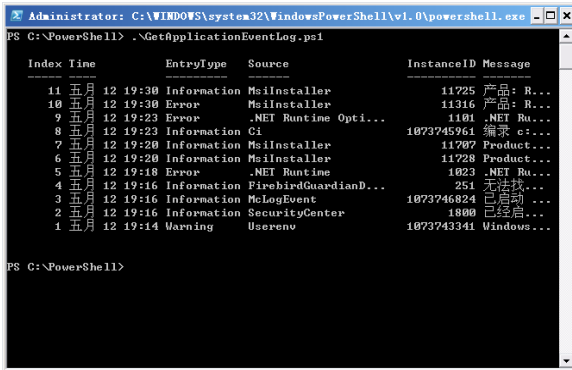 Administrator: C:\WINDOWS\system32\WindowsPowerShell\v1.0\powershell.exe
PS C:\PowerShell> .\GetApplicationEventLog.ps1
Index Time EntryType Source InstanceID Message
----- ---- --------- ------ ---------- -------
11 五月 12 19:30 Information MsiInstaller 11725 产品: R...
10 五月 12 19:30 Error MsiInstaller 11316 产品: R...
9 五月 12 19:23 Error .NET Runtime Opti... 1101 .NET Ru...
8 五月 12 19:23 Information Ci 1073745961 编录 c:...
7 五月 12 19:20 Information MsiInstaller 11707 Product...
6 五月 12 19:20 Information MsiInstaller 11728 Product...
5 五月 12 19:18 Error .NET Runtime 1023 .NET Ru...
4 五月 12 19:16 Information FirebirdGuardianD... 251 无法找...
3 五月 12 19:16 Information McLogEvent 1073746824 已启动 ...
2 五月 12 19:16 Information SecurityCenter 1800 已经启...
1 五月 12 19:14 Warning Userenv 1073743341 Windows...
PS C:\PowerShell>